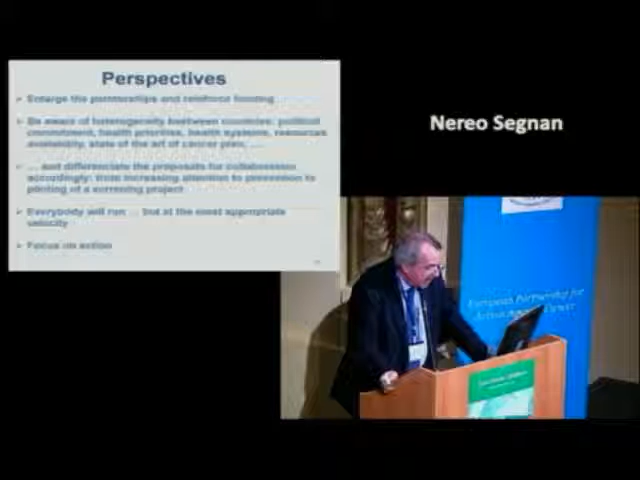 Perspectives
Enlarge the partnerships and reinforce funding
Be aware of heterogeneity between countries: political
commitment, health priorities, health systems, resources
availability, state of the art of cancer plan, ....
... and differentiate the proposals for collaboration
accordingly: from increasing attention to prevention to
piloting of a screening project
Everybody will run ... but at the most appropriate
velocity
Focus on action
Nereo Segnan
European Partnership for
Action Against Cancer